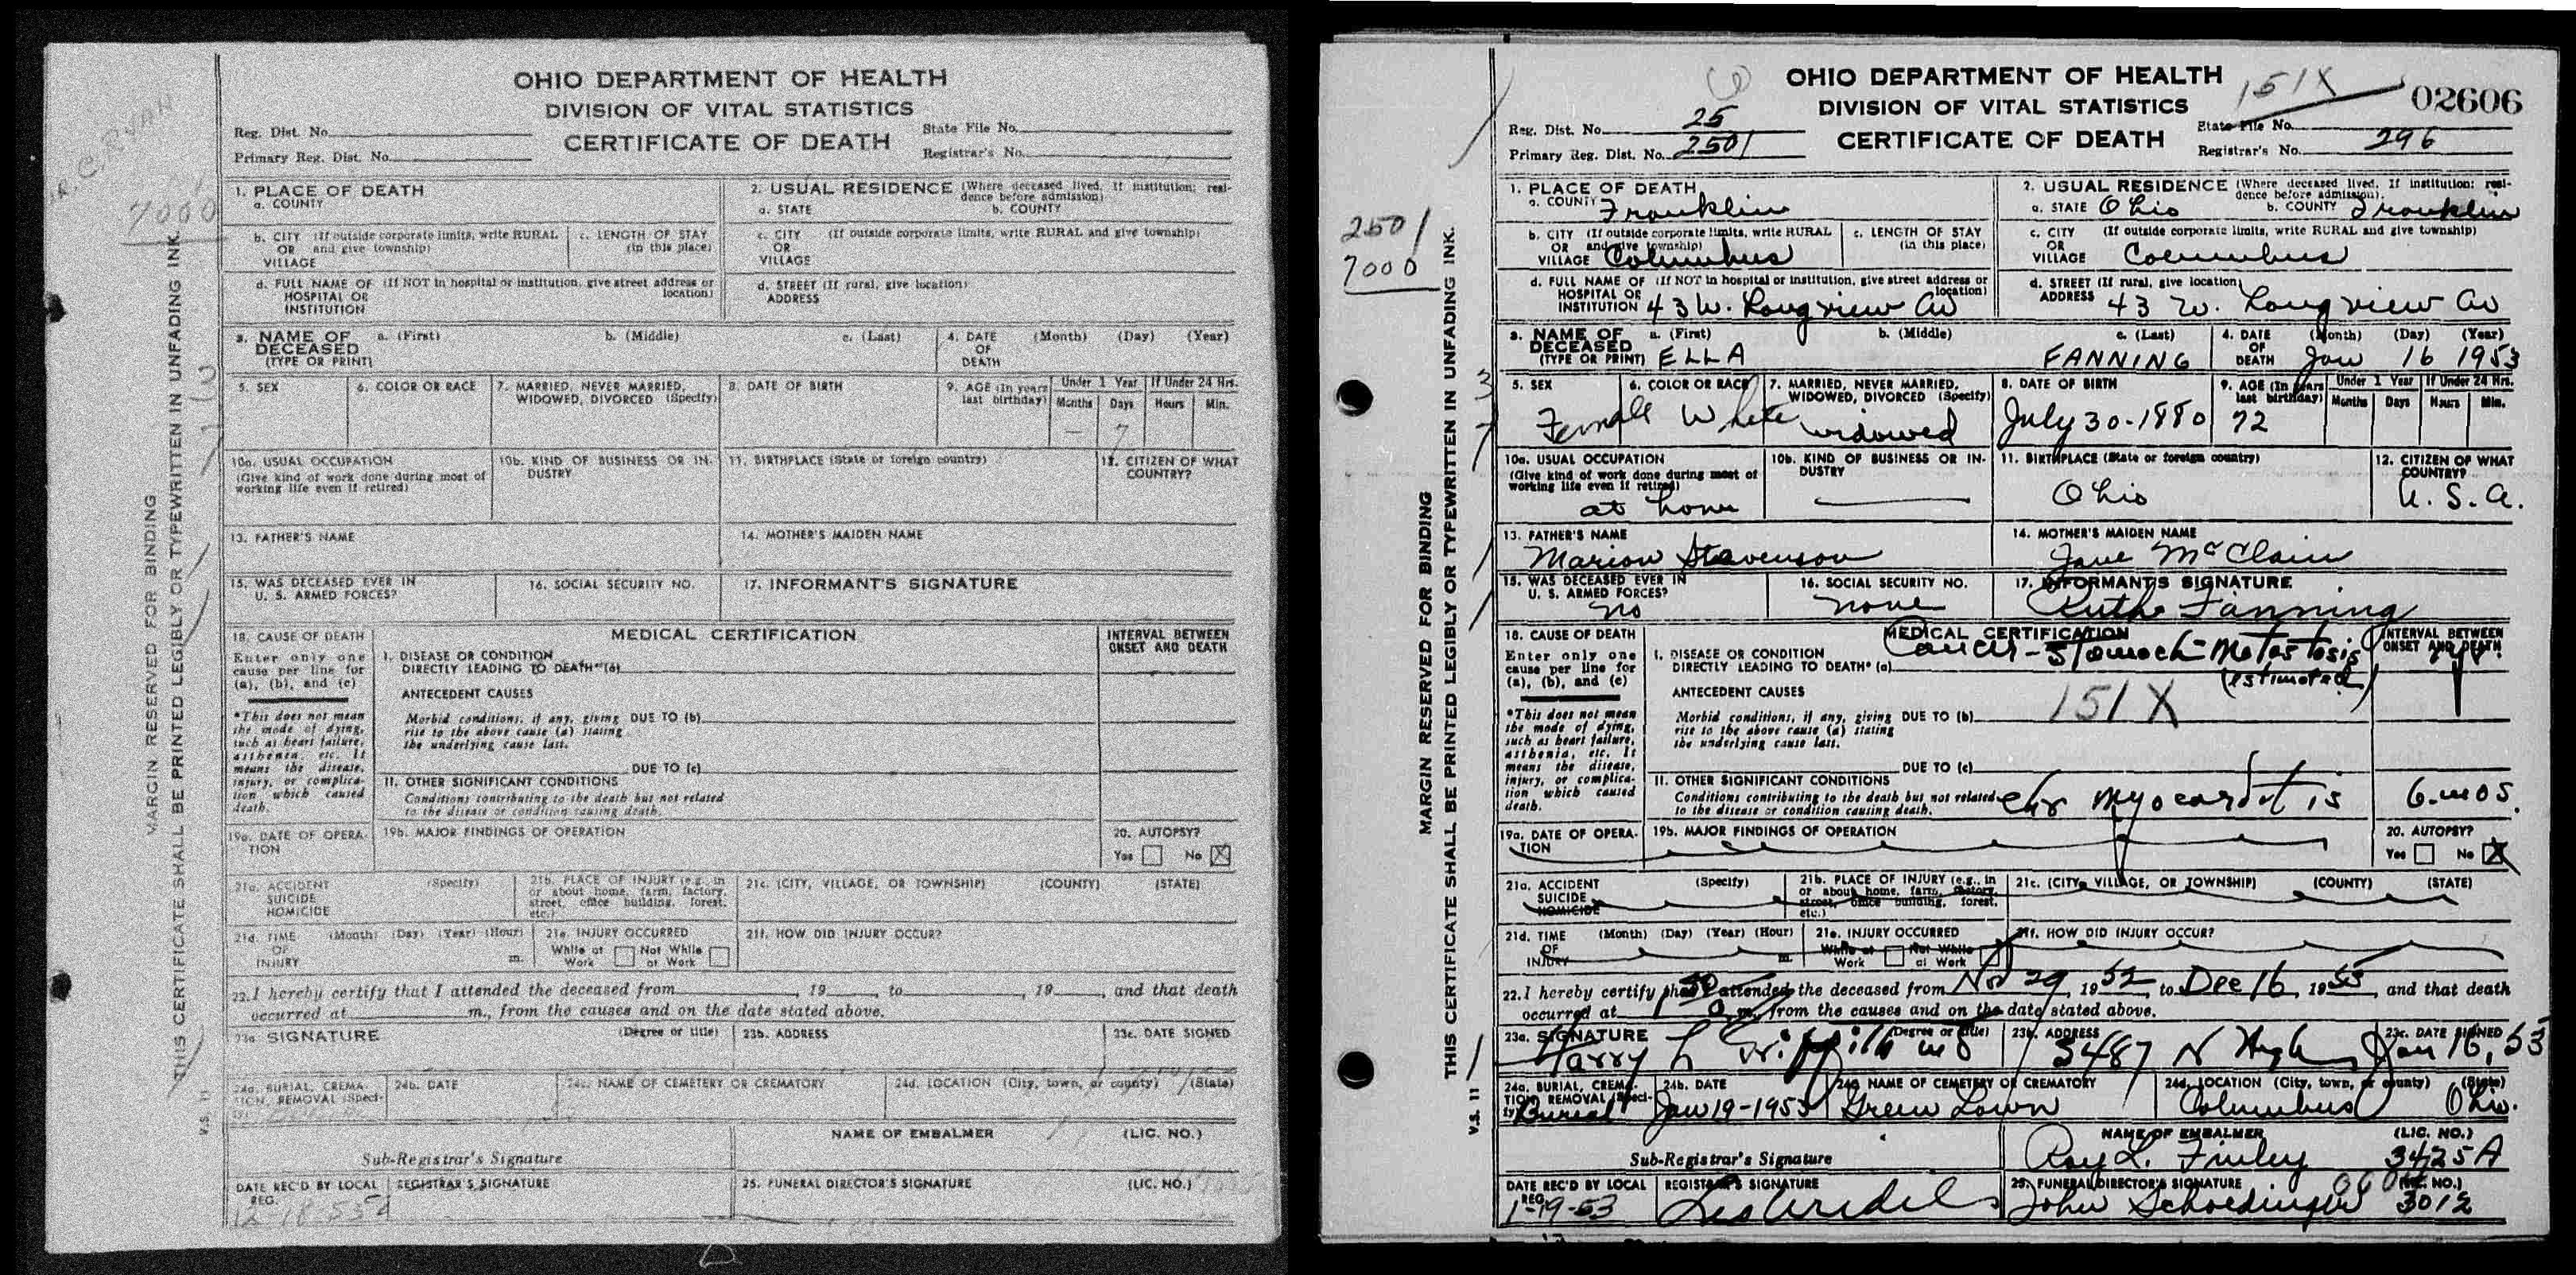 OHIO DEPARTMENT OF HEALTH
DIVISION OF VITAL STATISTICS
CERTIFICATE OF DEATH
Reg. Dist. No.
Primary Reg. Dist. No.
State File No.
Registrar's No.
7000
MARGIN RESERVED FOR BINDING
THIS CERTIFICATE SHALL BE PRINTED LEGIBLY OR TYPEWRITTEN IN UNFADING INK.
V.S. 11
1. PLACE OF DEATH
a. COUNTY
2. USUAL RESIDENCE (Where deceased lived. If institution: residence before admission)
a. STATE b. COUNTY
b. CITY (If outside corporate limits, write RURAL
OR and give township)
VILLAGE
c. LENGTH OF STAY
(in this place)
c. CITY (If outside corporate limits, write RURAL and give township)
OR
VILLAGE
d. FULL NAME OF (If NOT in hospital or institution, give street address or
HOSPITAL OR location)
INSTITUTION
d. STREET (If rural, give location)
ADDRESS
3. NAME OF a. (First) b. (Middle) c. (Last)
DECEASED
(TYPE OR PRINT)
4. DATE (Month) (Day) (Year)
OF
DEATH
5. SEX
6. COLOR OR RACE
7. MARRIED, NEVER MARRIED,
WIDOWED, DIVORCED (Specify)
8. DATE OF BIRTH
9. AGE (In years
last birthday)
Under 1 Year If Under 24 Hrs.
Months Days Hours Min.
7
10a. USUAL OCCUPATION
(Give kind of work done during most of
working life even if retired)
10b. KIND OF BUSINESS OR IN-
DUSTRY
11. BIRTHPLACE (State or foreign country)
12. CITIZEN OF WHAT
COUNTRY?
13. FATHER'S NAME
14. MOTHER'S MAIDEN NAME
15. WAS DECEASED EVER IN
U. S. ARMED FORCES?
16. SOCIAL SECURITY NO.
17. INFORMANT'S SIGNATURE
18. CAUSE OF DEATH
Enter only one
cause per line for
(a), (b), and (c)
*This does not mean
the mode of dying,
such as heart failure,
asthenia, etc. It
means the disease,
injury, or complica-
tion which caused
death.
MEDICAL CERTIFICATION
INTERVAL BETWEEN
ONSET AND DEATH
I. DISEASE OR CONDITION
DIRECTLY LEADING TO DEATH* (a)
ANTECEDENT CAUSES
Morbid conditions, if any, giving DUE TO (b)
rise to the above cause (a) stating
the underlying cause last.
DUE TO (c)
II. OTHER SIGNIFICANT CONDITIONS
Conditions contributing to the death but not related
to the disease or condition causing death.
19a. DATE OF OPERA-
TION
19b. MAJOR FINDINGS OF OPERATION
20. AUTOPSY?
Yes No X
21a. ACCIDENT (Specify)
SUICIDE
HOMICIDE
21b. PLACE OF INJURY (e.g., in
or about home, farm, factory,
street, office building, forest,
etc.)
21c. (CITY, VILLAGE, OR TOWNSHIP) (COUNTY) (STATE)
21d. TIME (Month) (Day) (Year) (Hour)
OF
INJURY m.
21e. INJURY OCCURRED
While at Not While
Work at Work
21f. HOW DID INJURY OCCUR?
22. I hereby certify that I attended the deceased from , 19 , to , 19 , and that death
occurred at m., from the causes and on the date stated above.
23a. SIGNATURE (Degree or title)
23b. ADDRESS
23c. DATE SIGNED
24a. BURIAL, CREMA-
TION, REMOVAL (Speci-
fy)
24b. DATE
24c. NAME OF CEMETERY OR CREMATORY
24d. LOCATION (City, town, or county) (State)
Sub-Registrar's Signature
NAME OF EMBALMER (LIC. NO.)
DATE REC'D BY LOCAL
REG.
REGISTRAR'S SIGNATURE
25. FUNERAL DIRECTOR'S SIGNATURE (LIC. NO.)
OHIO DEPARTMENT OF HEALTH
DIVISION OF VITAL STATISTICS
CERTIFICATE OF DEATH
151X
02606
Reg. Dist. No. 25
Primary Reg. Dist. No. 2501
State File No.
Registrar's No. 296
2501
7000
3
7
MARGIN RESERVED FOR BINDING
THIS CERTIFICATE SHALL BE PRINTED LEGIBLY OR TYPEWRITTEN IN UNFADING INK.
V.S. 11
1. PLACE OF DEATH
a. COUNTY Franklin
2. USUAL RESIDENCE (Where deceased lived. If institution: resi-
dence before admission)
a. STATE Ohio b. COUNTY Franklin
b. CITY (If outside corporate limits, write RURAL
OR and give township)
VILLAGE Columbus
c. LENGTH OF STAY
(in this place)
c. CITY (If outside corporate limits, write RURAL and give township)
OR
VILLAGE Columbus
d. FULL NAME OF (If NOT in hospital or institution, give street address or
HOSPITAL OR location)
INSTITUTION 43 W. Longview Av
d. STREET (If rural, give location)
ADDRESS 43 W. Longview Av
3. NAME OF a. (First) b. (Middle) c. (Last)
DECEASED
(TYPE OR PRINT) ELLA FANNING
4. DATE (Month) (Day) (Year)
OF
DEATH Jan 16 1953
5. SEX
Female
6. COLOR OR RACE
White
7. MARRIED, NEVER MARRIED,
WIDOWED, DIVORCED (Specify)
widowed
8. DATE OF BIRTH
July 30-1880
9. AGE (In years
last birthday)
72
Under 1 Year If Under 24 Hrs.
Months Days Hours Min.
10a. USUAL OCCUPATION
(Give kind of work done during most of
working life even if retired)
at home
10b. KIND OF BUSINESS OR IN-
DUSTRY
11. BIRTHPLACE (State or foreign country)
Ohio
12. CITIZEN OF WHAT
COUNTRY?
U. S. A.
13. FATHER'S NAME
Marion Stevenson
14. MOTHER'S MAIDEN NAME
Jane McClain
15. WAS DECEASED EVER IN
U. S. ARMED FORCES?
no
16. SOCIAL SECURITY NO.
none
17. INFORMANT'S SIGNATURE
Ruth Fanning
18. CAUSE OF DEATH
Enter only one
cause per line for
(a), (b), and (c)
*This does not mean
the mode of dying,
such as heart failure,
asthenia, etc. It
means the disease,
injury, or complica-
tion which caused
death.
MEDICAL CERTIFICATION
INTERVAL BETWEEN
ONSET AND DEATH
I. DISEASE OR CONDITION
DIRECTLY LEADING TO DEATH* (a) Cancer-Stomach-Metastasis
(estimated)
ANTECEDENT CAUSES
151X
Morbid conditions, if any, giving DUE TO (b)
rise to the above cause (a) stating
the underlying cause last.
DUE TO (c)
II. OTHER SIGNIFICANT CONDITIONS
Conditions contributing to the death but not related
to the disease or condition causing death.
chr myocarditis 6 mos.
19a. DATE OF OPERA-
TION
19b. MAJOR FINDINGS OF OPERATION
20. AUTOPSY?
Yes No X
21a. ACCIDENT (Specify)
SUICIDE
HOMICIDE
21b. PLACE OF INJURY (e.g., in
or about home, farm, factory,
street, office building, forest,
etc.)
21c. (CITY, VILLAGE, OR TOWNSHIP) (COUNTY) (STATE)
21d. TIME (Month) (Day) (Year) (Hour)
OF
INJURY m.
21e. INJURY OCCURRED
While at Not While
Work at Work
21f. HOW DID INJURY OCCUR?
22. I hereby certify that I attended the deceased from Nov 29, 1952, to Dec 16, 1953, and that death
occurred at m., from the causes and on the date stated above.
23a. SIGNATURE (Degree or title)
Harry L
23b. ADDRESS
3487 N High
23c. DATE SIGNED
Jan 16, 53
24a. BURIAL, CREMA-
TION, REMOVAL (Speci-
fy) Burial
24b. DATE
Jan 19-1953
24c. NAME OF CEMETERY OR CREMATORY
Green Lawn
24d. LOCATION (City, town, or county) (State)
Columbus Ohio.
Sub-Registrar's Signature
NAME OF EMBALMER (LIC. NO.)
Roy L. Finley 3425A
DATE REC'D BY LOCAL
REG.
1-19-53
REGISTRAR'S SIGNATURE
25. FUNERAL DIRECTOR'S SIGNATURE (LIC. NO.)
John Schoedinger 3012